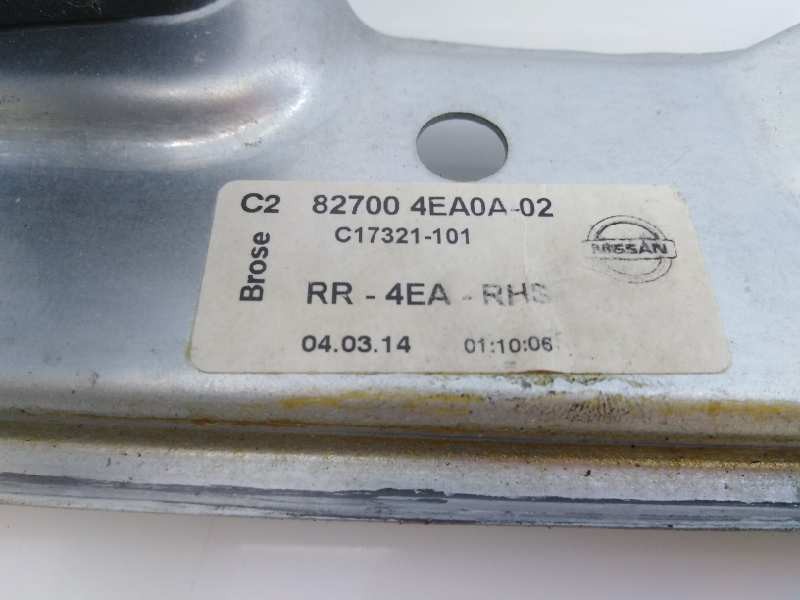 C2 82700 4EA0A-02
C17321-101
Brose
NISSAN
RR - 4EA - RHS
04.03.14 01:10:06